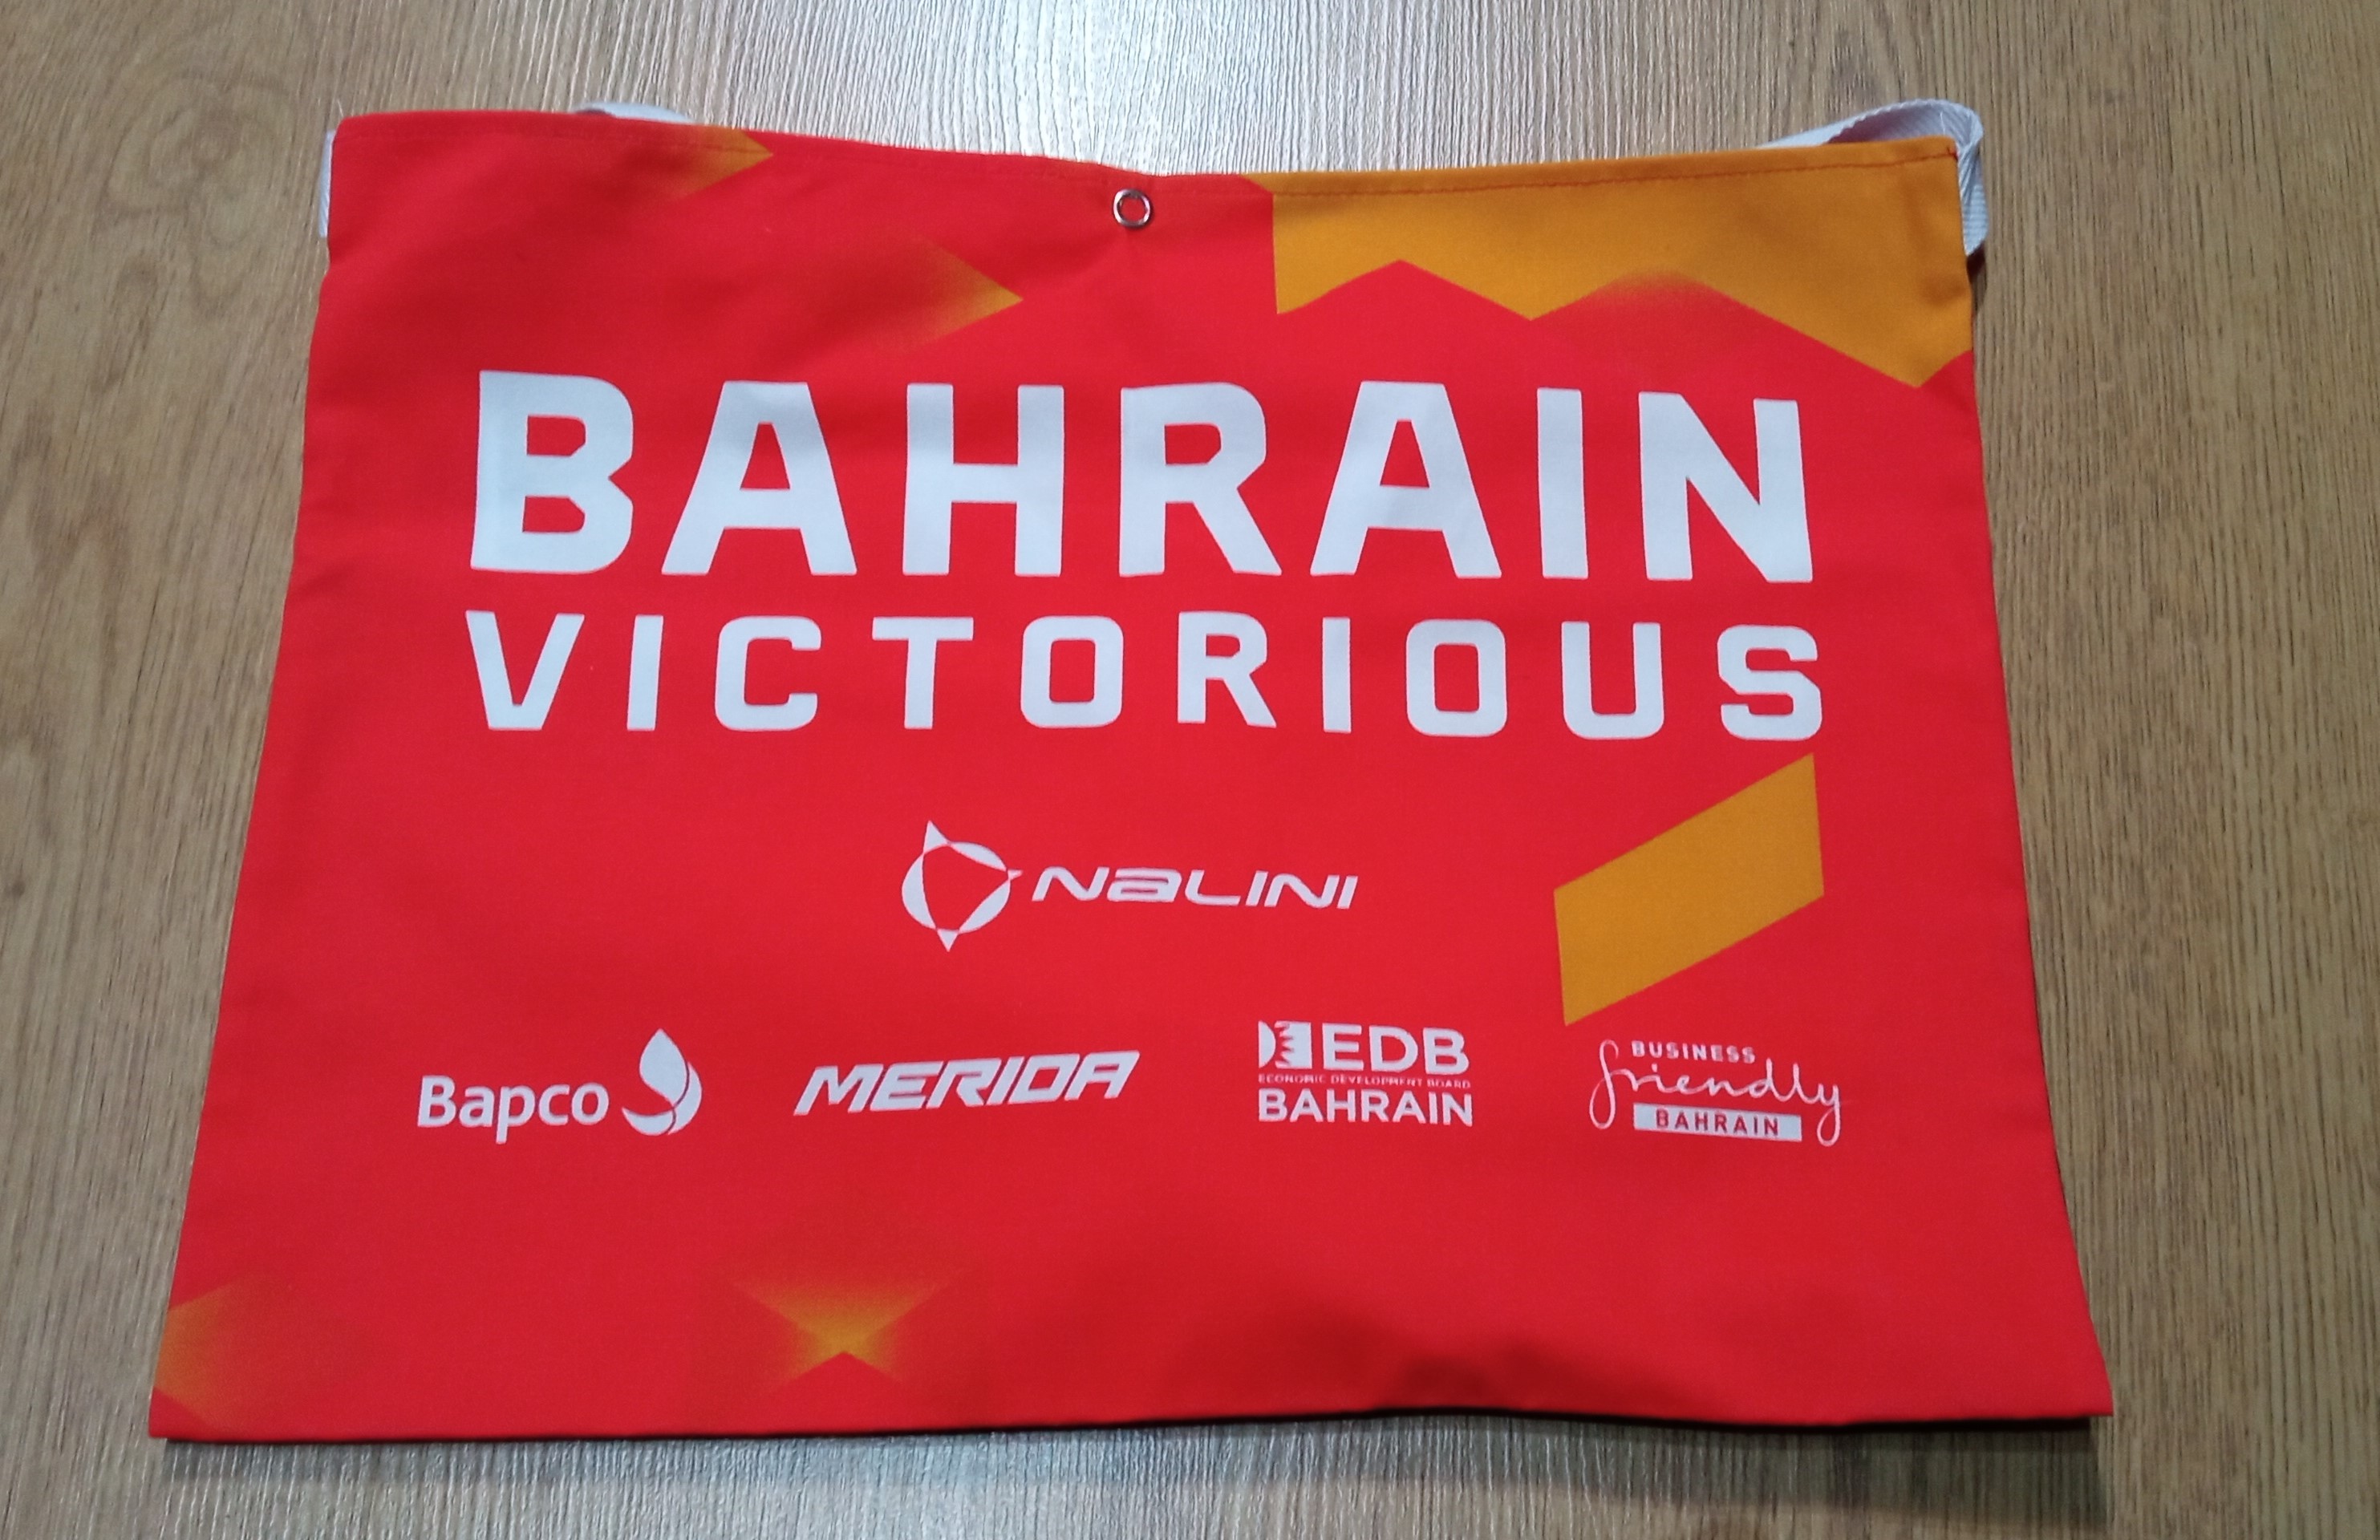 BAHRAIN
VICTORIOUS
NALINI
Bapco
MERIDA
EDB
ECONOMIC DEVELOPMENT BOARD
BAHRAIN
BUSINESS
friendly
BAHRAIN